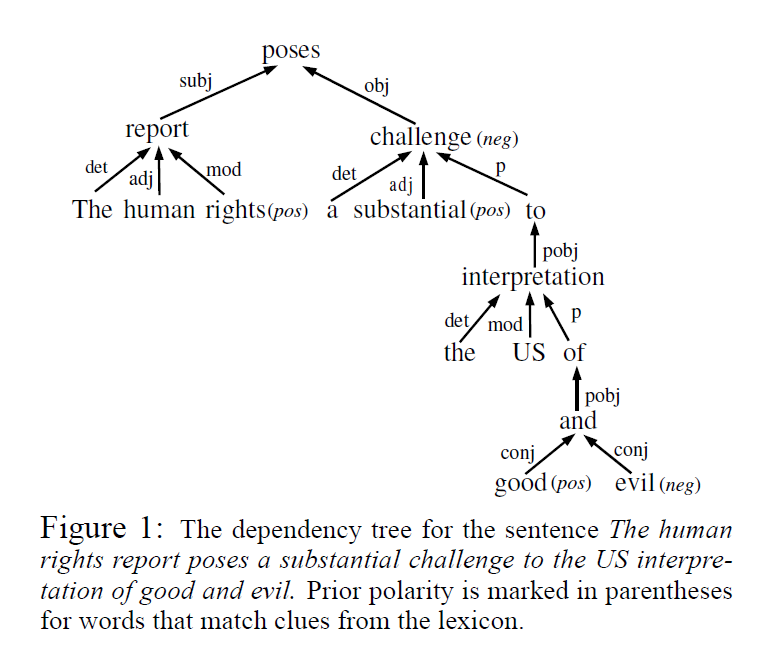 poses
subj obj
report challenge (neg)
det adj mod det adj p
The human rights (pos) a substantial (pos) to
pobj
interpretation
det mod p
the US of
pobj
and
conj conj
good (pos) evil (neg)
Figure 1: The dependency tree for the sentence The human
rights report poses a substantial challenge to the US interpre-
tation of good and evil. Prior polarity is marked in parentheses
for words that match clues from the lexicon.